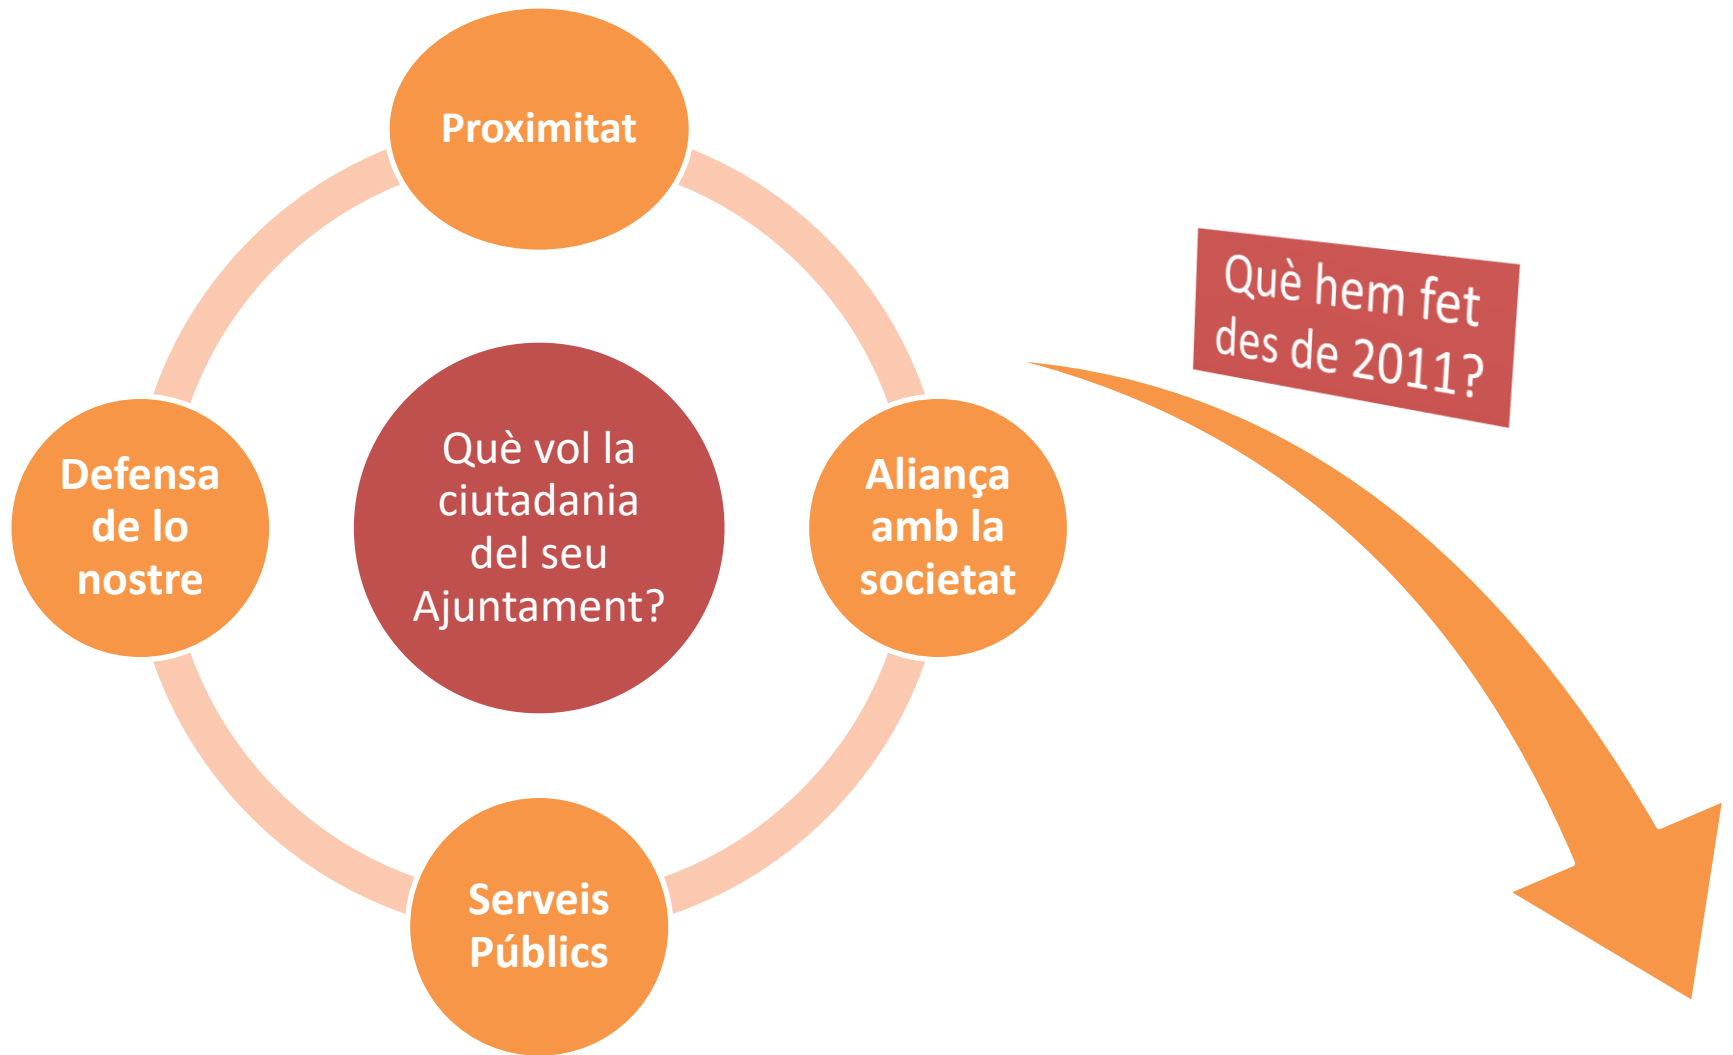 Proximitat
Què hem fet
des de 2011?
Defensa
de lo
nostre
Què vol la
ciutadania
del seu
Ajuntament?
Aliança
amb la
societat
Serveis
Públics